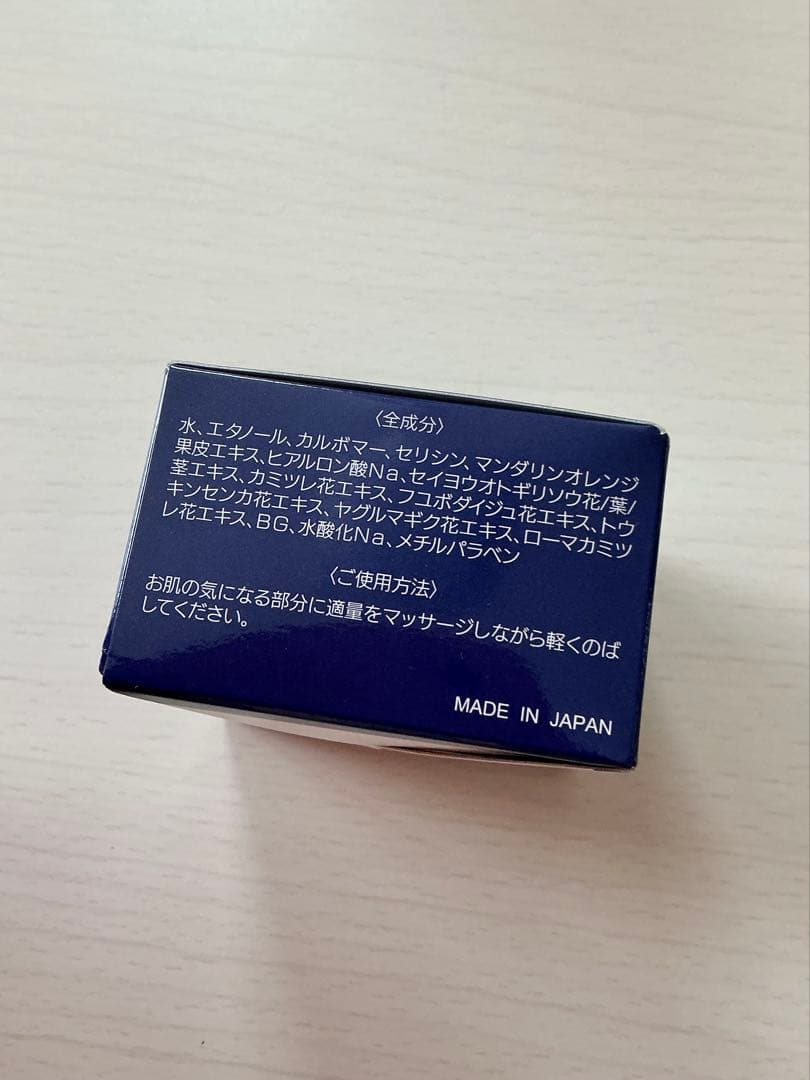 〈全成分〉
水、エタノール、カルボマー、セリシン、マンダリンオレンジ
果皮エキス、ヒアルロン酸Na、セイヨウオトギリソウ花/葉/
茎エキス、カミツレ花エキス、フユボダイジュ花エキス、トウ
キンセンカ花エキス、ヤグルマギク花エキス、ローマカミツ
レ花エキス、BG、水酸化Na、メチルパラベン
〈ご使用方法〉
お肌の気になる部分に適量をマッサージしながら軽くのば
してください。
MADE IN JAPAN